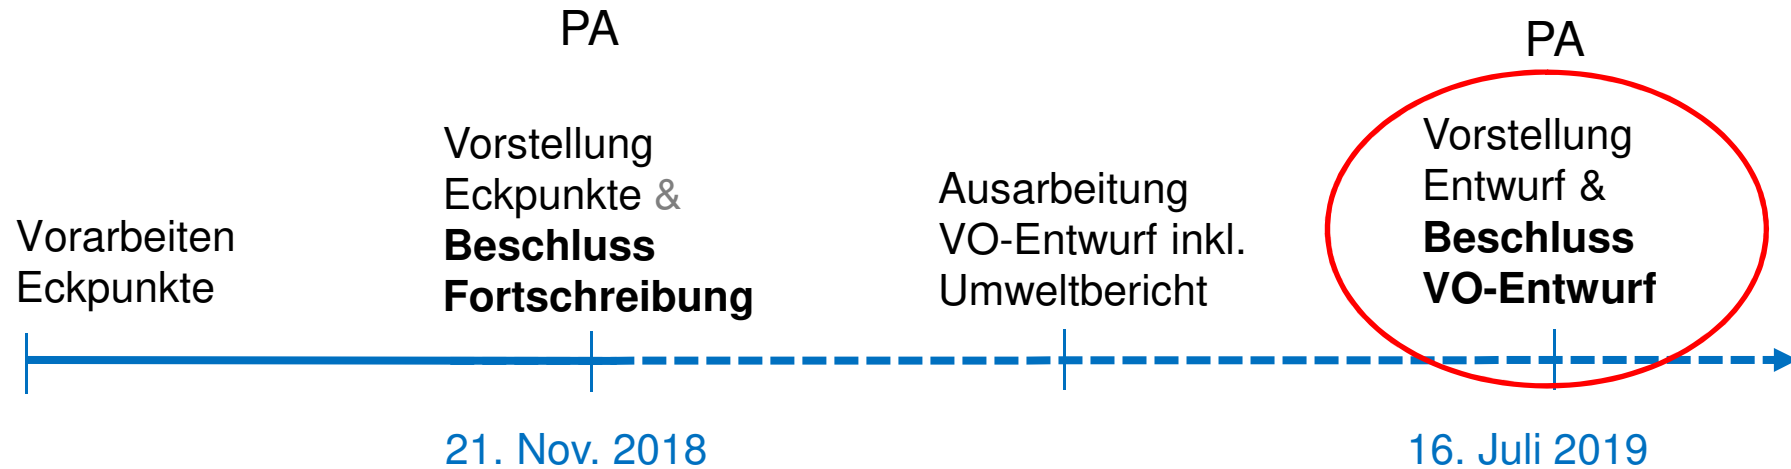 PA
PA
Vorarbeiten
Eckpunkte
Vorstellung
Eckpunkte &
Beschluss
Fortschreibung
Ausarbeitung
VO-Entwurf inkl.
Umweltbericht
Vorstellung
Entwurf &
Beschluss
VO-Entwurf
21. Nov. 2018
16. Juli 2019